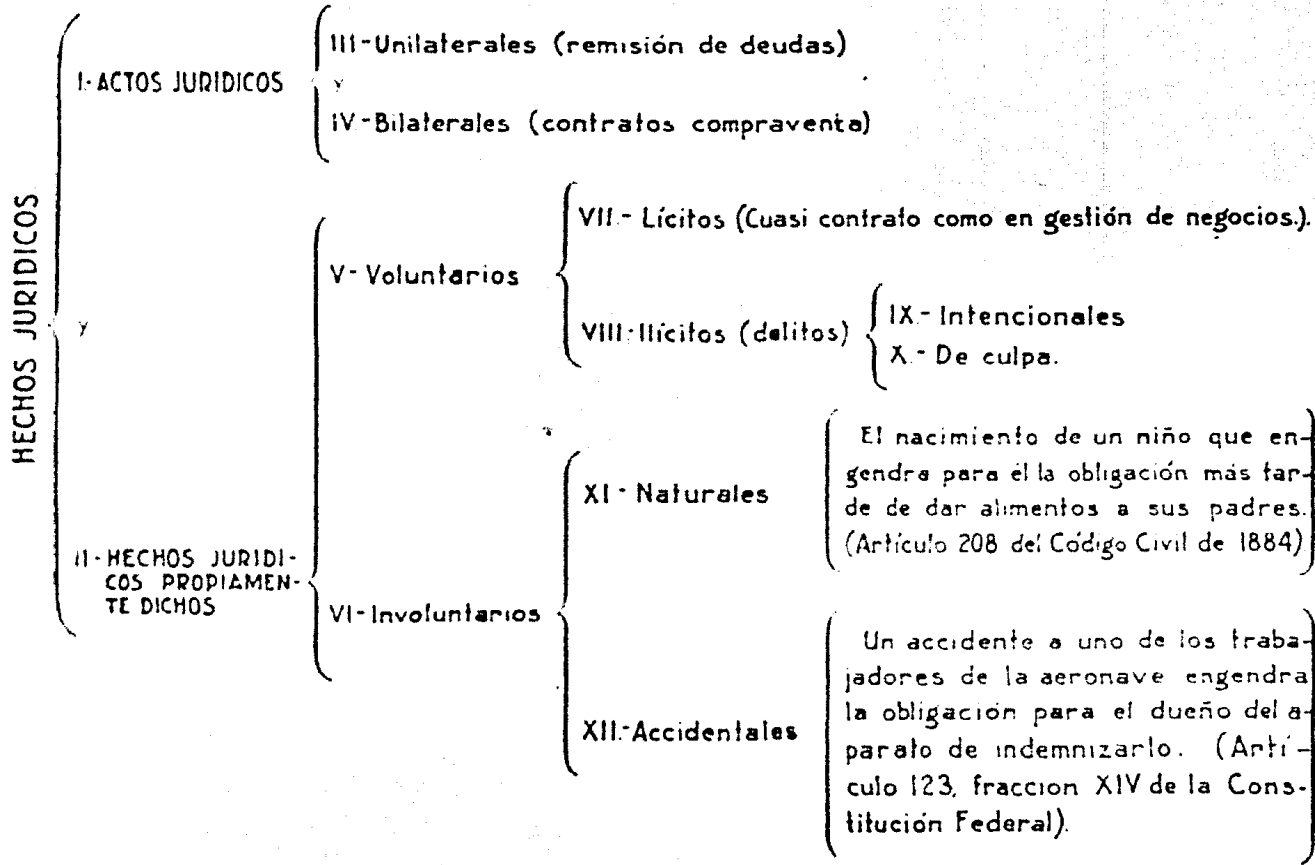 HECHOS JURIDICOS
y
I.- ACTOS JURIDICOS
III-Unilaterales (remisión de deudas)
y
IV.-Bilaterales (contratos compraventa)
II-HECHOS JURIDI-
COS PROPIAMEN-
TE DICHOS
V- Voluntarios
VII.- Lícitos (Cuasi contrato como en gestión de negocios.).
VIII.-Ilícitos (delitos)
IX.- Intencionales
X.- De culpa.
VI-Involuntarios
XI - Naturales
El nacimiento de un niño que en-
gendra para él la obligación más tar-
de de dar alimentos a sus padres.
(Artículo 208 del Código Civil de 1884)
XII.-Accidentales
Un accidente a uno de los traba-
jadores de la aeronave engendra
la obligación para el dueño del a-
parato de indemnizarlo. (Artí-
culo 123, fraccion XIV de la Cons-
titución Federal).